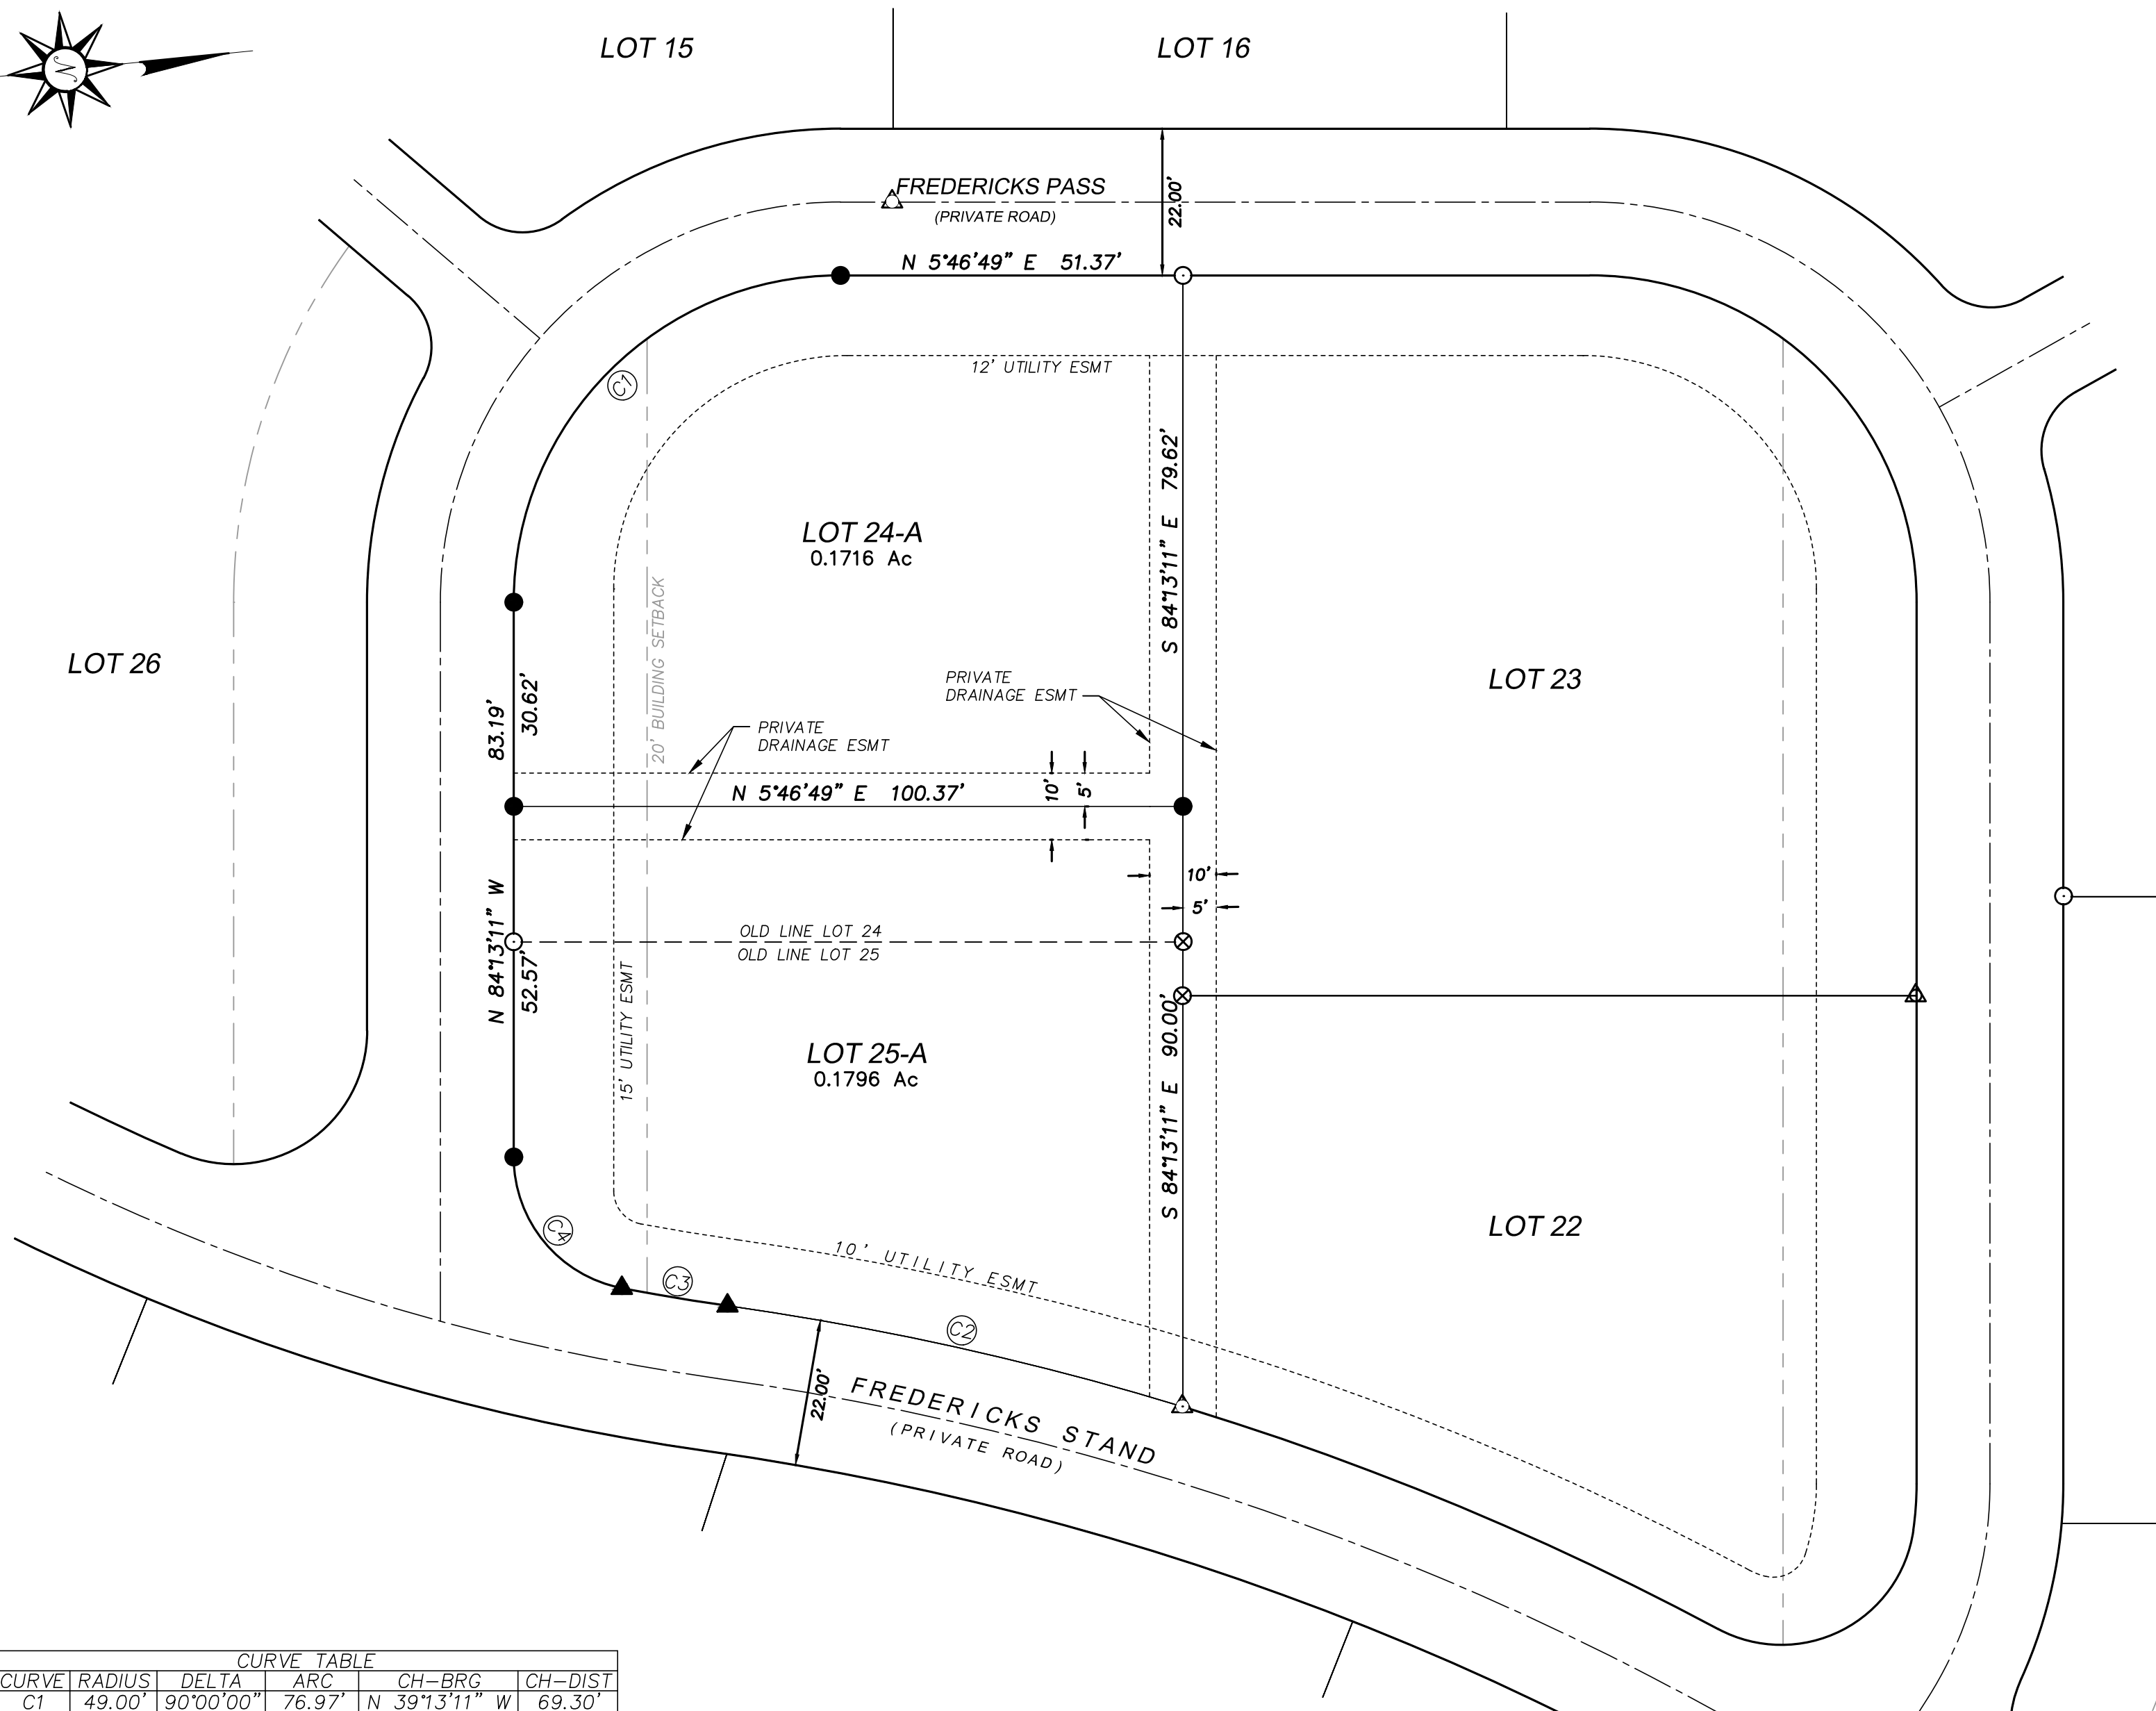 LOT 15
LOT 16
N
FREDERICKS PASS
(PRIVATE ROAD)
22.00'
N 5°46'49" E 51.37'
12' UTILITY ESMT
C1
S 84°13'11" E 79.62'
LOT 24-A
0.1716 Ac
20' BUILDING SETBACK
LOT 26
LOT 23
PRIVATE
DRAINAGE ESMT
83.19'
30.62'
PRIVATE
DRAINAGE ESMT
N 5°46'49" E 100.37'
10'
5'
10'
5'
OLD LINE LOT 24
OLD LINE LOT 25
N 84°13'11" W
52.57'
15' UTILITY ESMT
S 84°13'11" E 90.00'
LOT 25-A
0.1796 Ac
LOT 22
C4
10' UTILITY ESMT
C3
C2
22.00'
FREDERICKS STAND
(PRIVATE ROAD)
CURVE TABLE
CURVE RADIUS DELTA ARC CH-BRG CH-DIST
C1 49.00' 90°00'00" 76.97' N 39°13'11" W 69.30'